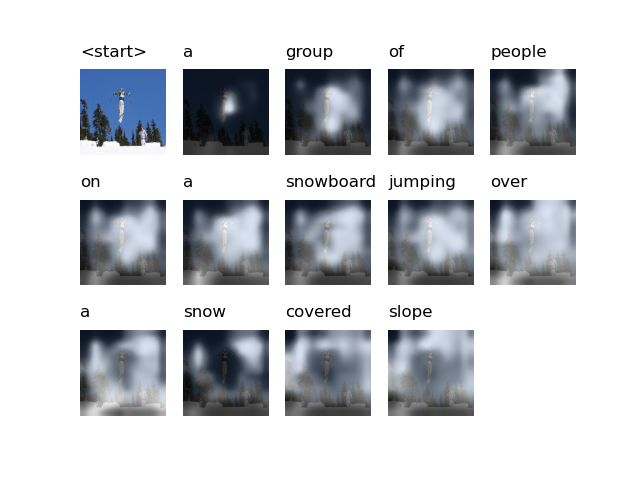 <start> a group of people
on a snowboard jumping over
a snow covered slope